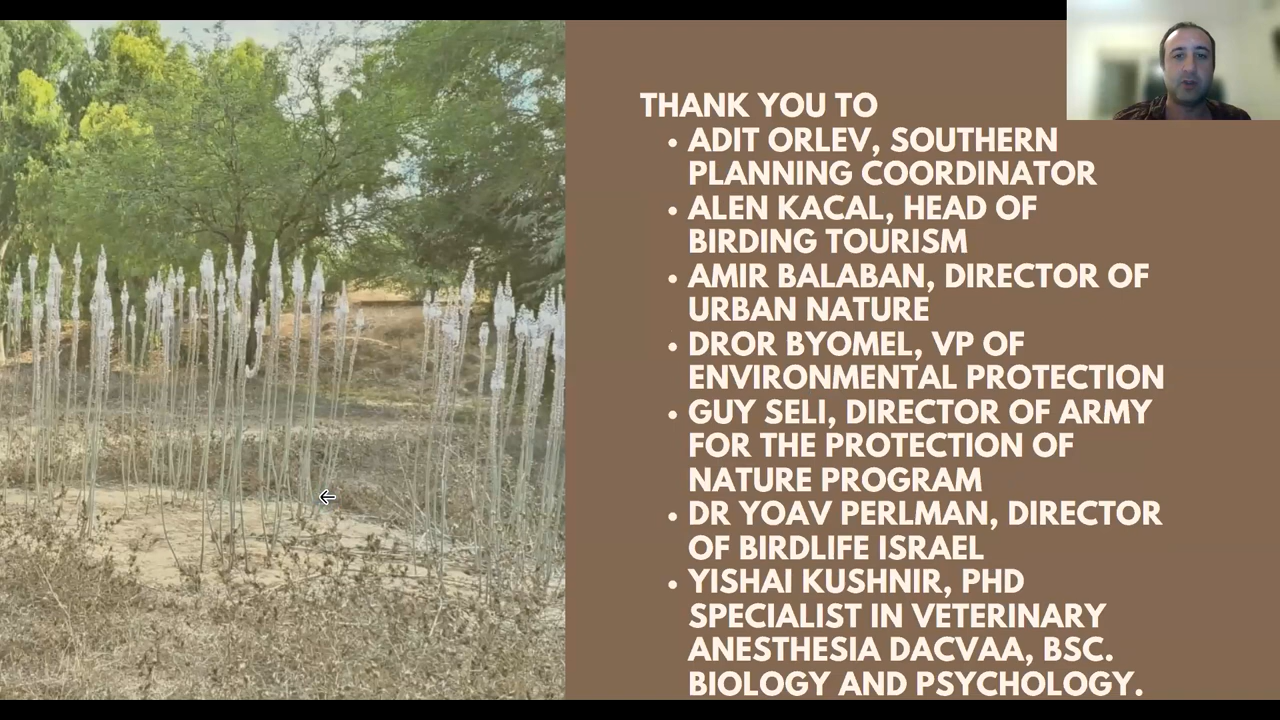 THANK YOU TO
• ADIT ORLEV, SOUTHERN
PLANNING COORDINATOR
• ALEN KACAL, HEAD OF
BIRDING TOURISM
• AMIR BALABAN, DIRECTOR OF
URBAN NATURE
• DROR BYOMEL, VP OF
ENVIRONMENTAL PROTECTION
• GUY SELI, DIRECTOR OF ARMY
FOR THE PROTECTION OF
NATURE PROGRAM
• DR YOAV PERLMAN, DIRECTOR
OF BIRDLIFE ISRAEL
• YISHAI KUSHNIR, PHD
SPECIALIST IN VETERINARY
ANESTHESIA DACVAA, BSC.
BIOLOGY AND PSYCHOLOGY.